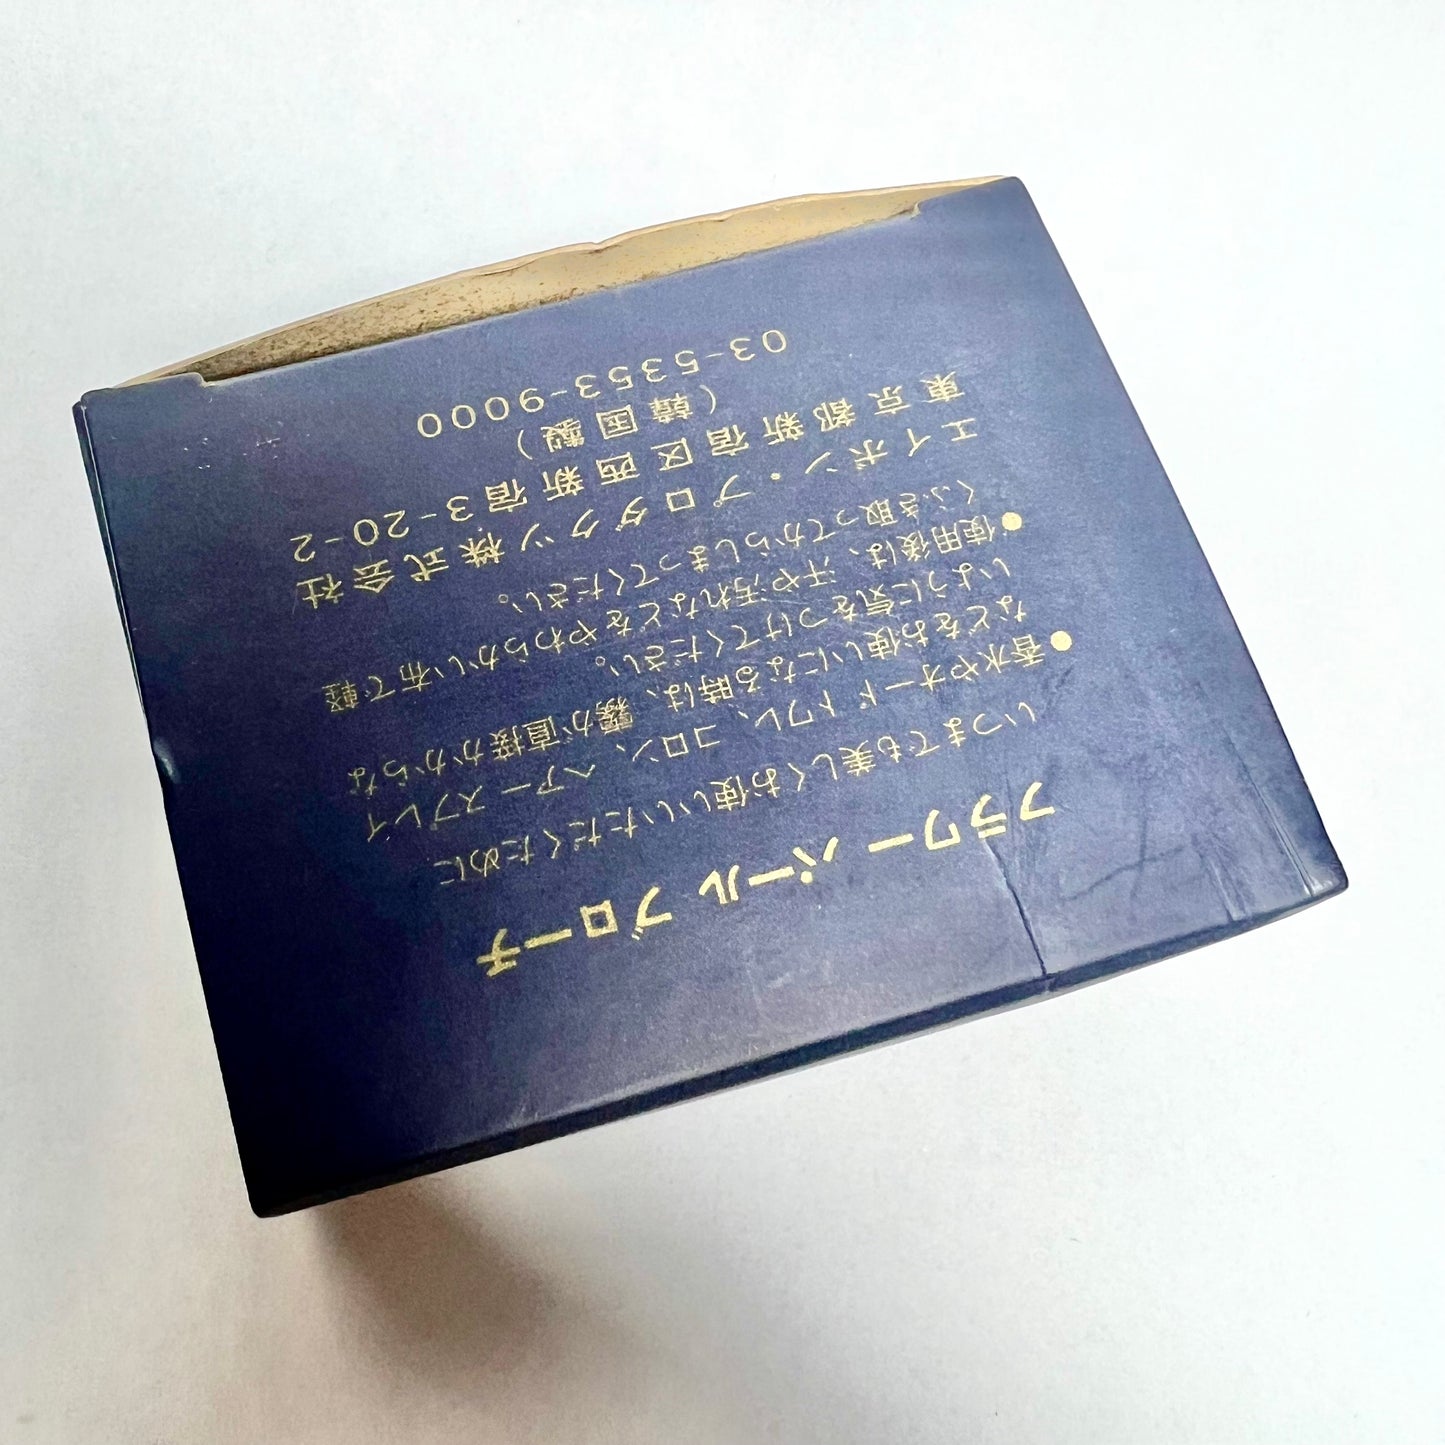 フラワー パール ブローチ
いつまでも美しくお使いいただくために
●香水やオード トワレ、コロン、ヘアー スプレイ
などをお使いになる時は、霧が直接かからな
いように気をつけてください。
●使用後は、汗や汚れなどをやわらかい布で軽
くふき取ってからしまってください。
エイボン・プロダクツ株式会社
東京都新宿区西新宿3-20-2
(韓国製)
03-5353-9000